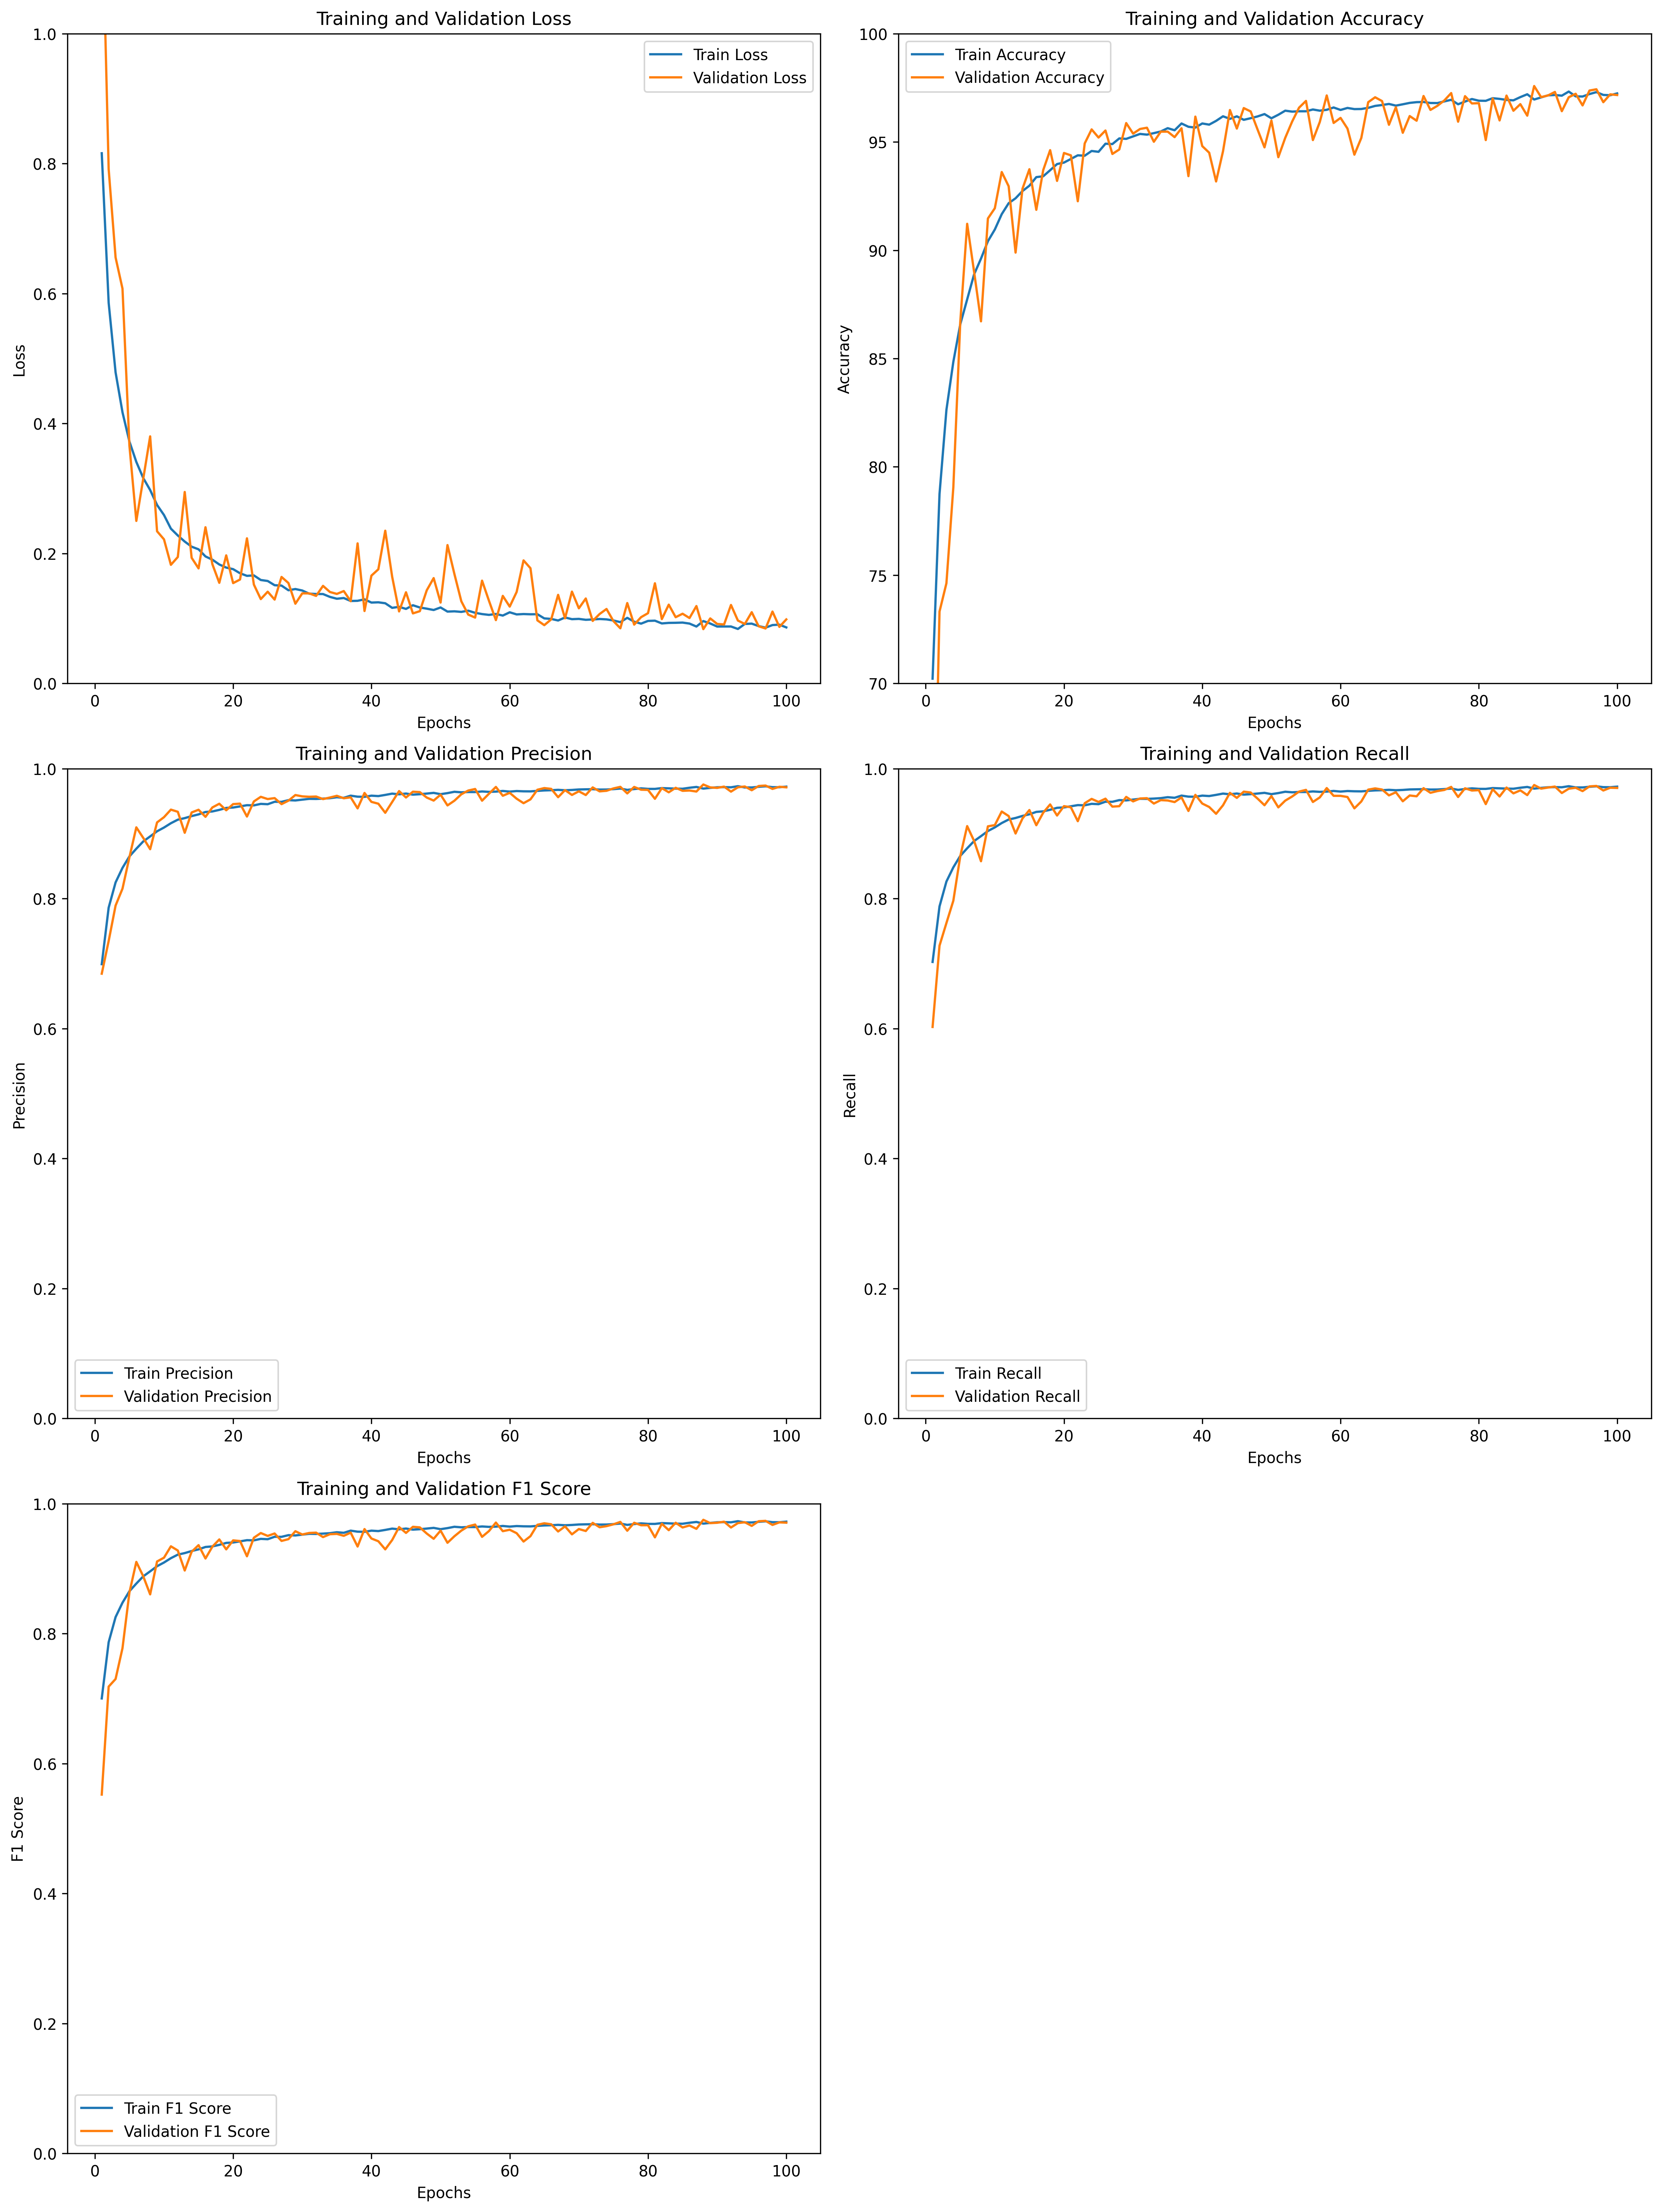 Training and Validation Loss
1.0
0.8
0.6
0.4
0.2
0.0
Loss
Train Loss
Validation Loss
0 20 40 60 80 100
Epochs
Training and Validation Accuracy
100
95
90
85
80
75
70
Accuracy
Train Accuracy
Validation Accuracy
0 20 40 60 80 100
Epochs
Training and Validation Precision
1.0
0.8
0.6
0.4
0.2
0.0
Precision
Train Precision
Validation Precision
0 20 40 60 80 100
Epochs
Training and Validation Recall
1.0
0.8
0.6
0.4
0.2
0.0
Recall
Train Recall
Validation Recall
0 20 40 60 80 100
Epochs
Training and Validation F1 Score
1.0
0.8
0.6
0.4
0.2
0.0
F1 Score
Train F1 Score
Validation F1 Score
0 20 40 60 80 100
Epochs